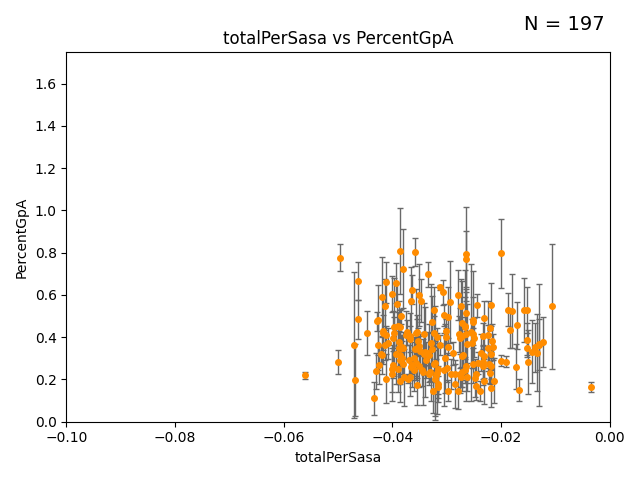 N = 197
totalPerSasa vs PercentGpA
PercentGpA
1.6
1.4
1.2
1.0
0.8
0.6
0.4
0.2
0.0
−0.10 −0.08 −0.06 −0.04 −0.02 0.00
totalPerSasa